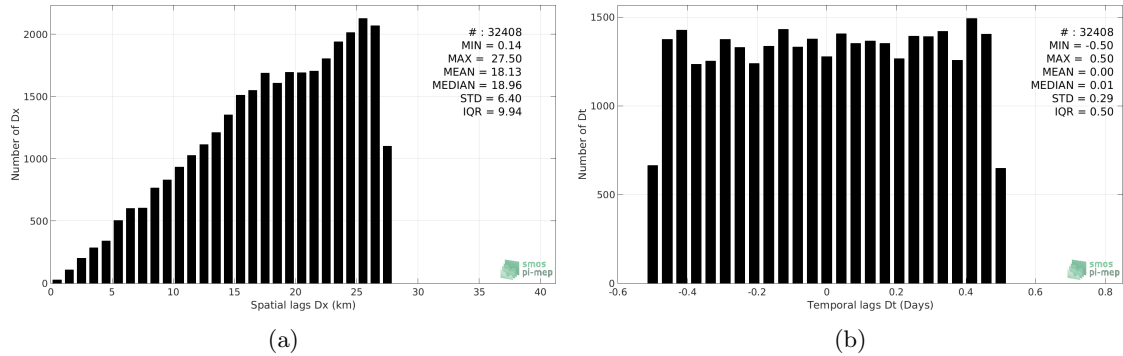 2000
1500
1000
500
0
Number of Dx
# : 32408
MIN = 0.14
MAX = 27.50
MEAN = 18.13
MEDIAN = 18.96
STD = 6.40
IQR = 9.94
smos
pi-mep
0 5 10 15 20 25 30 35 40
Spatial lags Dx (km)
(a)
1500
1000
500
0
Number of Dt
# : 32408
MIN = -0.50
MAX = 0.50
MEAN = 0.00
MEDIAN = 0.01
STD = 0.29
IQR = 0.50
smos
pi-mep
-0.6 -0.4 -0.2 0 0.2 0.4 0.6 0.8
Temporal lags Dt (Days)
(b)